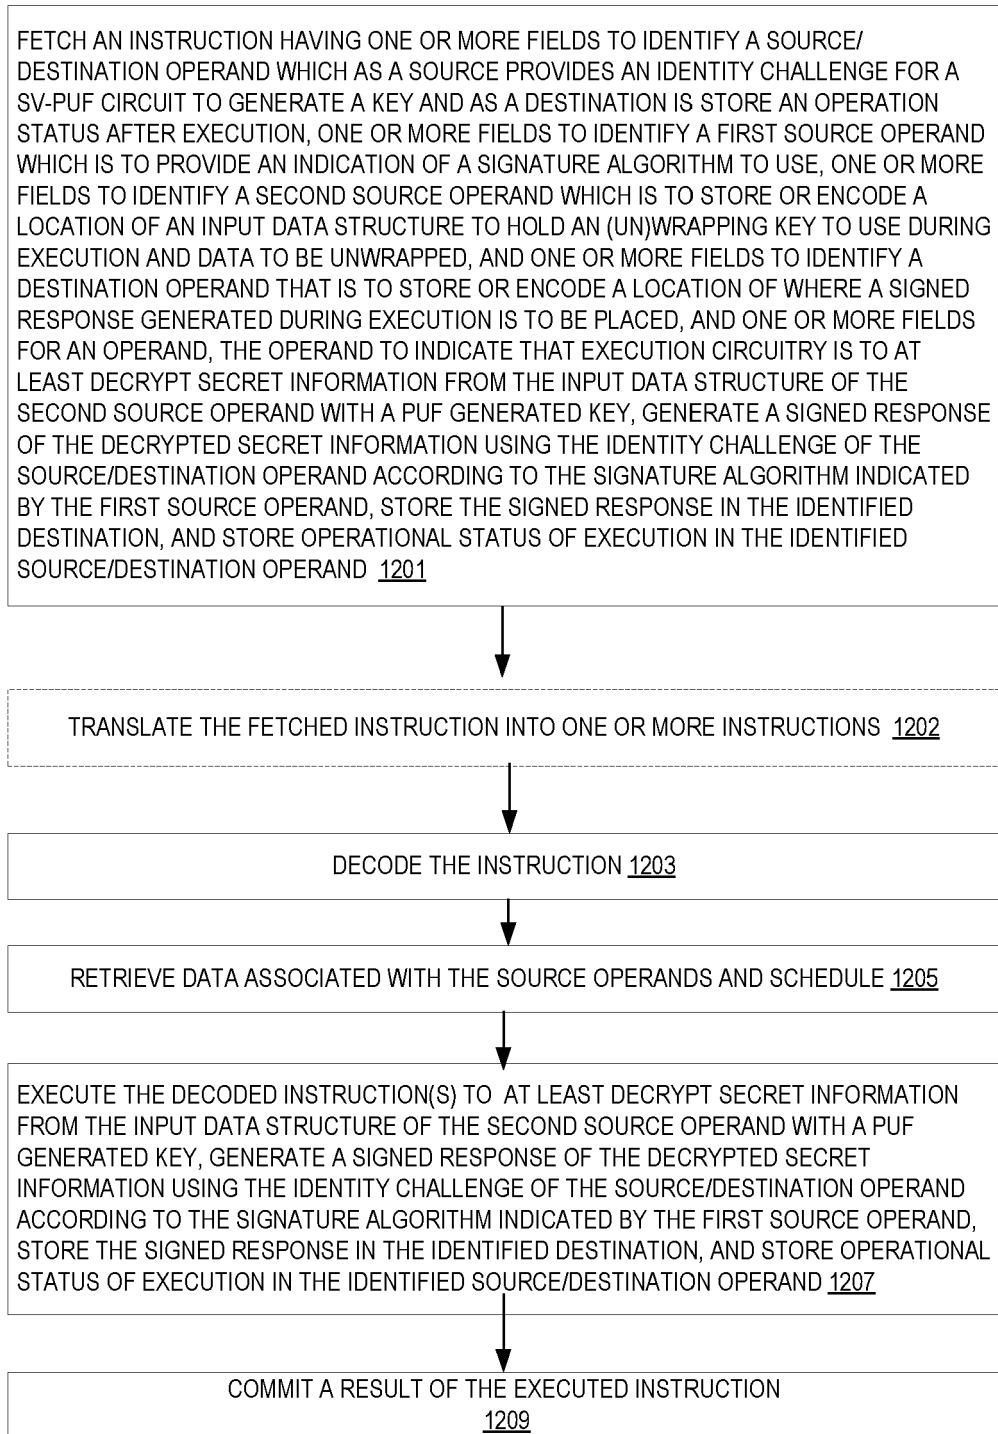 FETCH AN INSTRUCTION HAVING ONE OR MORE FIELDS TO IDENTIFY A SOURCE/
DESTINATION OPERAND WHICH AS A SOURCE PROVIDES AN IDENTITY CHALLENGE FOR A
SV-PUF CIRCUIT TO GENERATE A KEY AND AS A DESTINATION IS STORE AN OPERATION
STATUS AFTER EXECUTION, ONE OR MORE FIELDS TO IDENTIFY A FIRST SOURCE OPERAND
WHICH IS TO PROVIDE AN INDICATION OF A SIGNATURE ALGORITHM TO USE, ONE OR MORE
FIELDS TO IDENTIFY A SECOND SOURCE OPERAND WHICH IS TO STORE OR ENCODE A
LOCATION OF AN INPUT DATA STRUCTURE TO HOLD AN (UN)WRAPPING KEY TO USE DURING
EXECUTION AND DATA TO BE UNWRAPPED, AND ONE OR MORE FIELDS TO IDENTIFY A
DESTINATION OPERAND THAT IS TO STORE OR ENCODE A LOCATION OF WHERE A SIGNED
RESPONSE GENERATED DURING EXECUTION IS TO BE PLACED, AND ONE OR MORE FIELDS
FOR AN OPERAND, THE OPERAND TO INDICATE THAT EXECUTION CIRCUITRY IS TO AT
LEAST DECRYPT SECRET INFORMATION FROM THE INPUT DATA STRUCTURE OF THE
SECOND SOURCE OPERAND WITH A PUF GENERATED KEY, GENERATE A SIGNED RESPONSE
OF THE DECRYPTED SECRET INFORMATION USING THE IDENTITY CHALLENGE OF THE
SOURCE/DESTINATION OPERAND ACCORDING TO THE SIGNATURE ALGORITHM INDICATED
BY THE FIRST SOURCE OPERAND, STORE THE SIGNED RESPONSE IN THE IDENTIFIED
DESTINATION, AND STORE OPERATIONAL STATUS OF EXECUTION IN THE IDENTIFIED
SOURCE/DESTINATION OPERAND 1201
TRANSLATE THE FETCHED INSTRUCTION INTO ONE OR MORE INSTRUCTIONS 1202
DECODE THE INSTRUCTION 1203
RETRIEVE DATA ASSOCIATED WITH THE SOURCE OPERANDS AND SCHEDULE 1205
EXECUTE THE DECODED INSTRUCTION(S) TO AT LEAST DECRYPT SECRET INFORMATION
FROM THE INPUT DATA STRUCTURE OF THE SECOND SOURCE OPERAND WITH A PUF
GENERATED KEY, GENERATE A SIGNED RESPONSE OF THE DECRYPTED SECRET
INFORMATION USING THE IDENTITY CHALLENGE OF THE SOURCE/DESTINATION OPERAND
ACCORDING TO THE SIGNATURE ALGORITHM INDICATED BY THE FIRST SOURCE OPERAND,
STORE THE SIGNED RESPONSE IN THE IDENTIFIED DESTINATION, AND STORE OPERATIONAL
STATUS OF EXECUTION IN THE IDENTIFIED SOURCE/DESTINATION OPERAND 1207
COMMIT A RESULT OF THE EXECUTED INSTRUCTION
1209